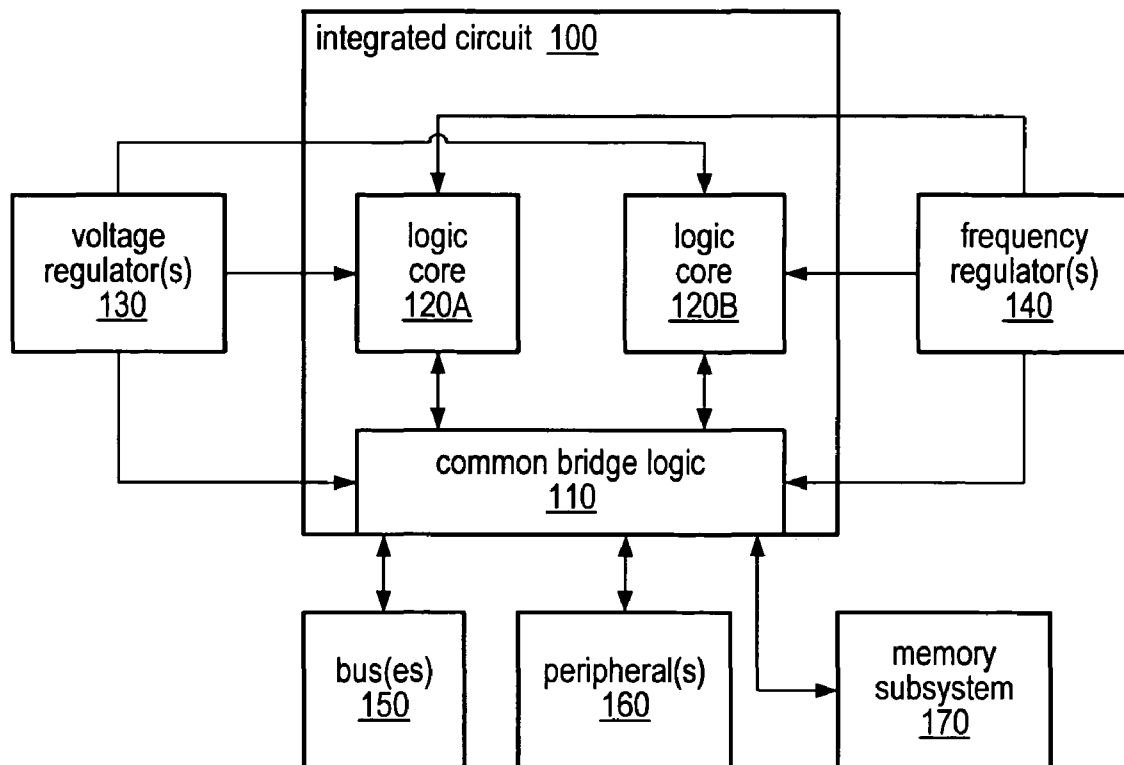 integrated circuit 100
voltage
regulator(s)
130
logic
core
120A
logic
core
120B
frequency
regulator(s)
140
common bridge logic
110
bus(es)
150
peripheral(s)
160
memory
subsystem
170